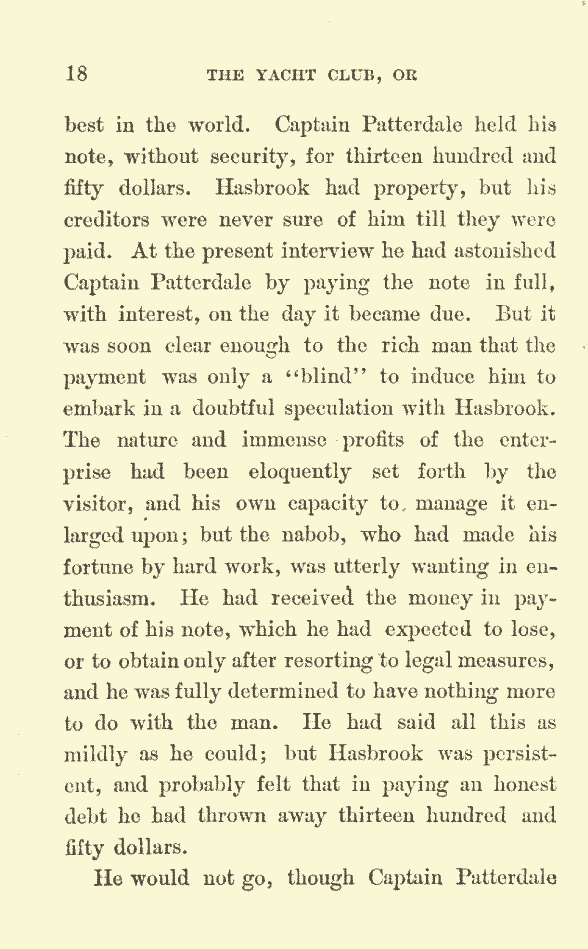 18 THE YACHT CLUB, OR
best in the world. Captain Patterdale held his
note, without security, for thirteen hundred and
fifty dollars. Hasbrook had property, but his
creditors were never sure of him till they were
paid. At the present interview he had astonished
Captain Patterdale by paying the note in full,
with interest, on the day it became due. But it
was soon clear enough to the rich man that the
payment was only a “blind” to induce him to
embark in a doubtful speculation with Hasbrook.
The nature and immense profits of the enter-
prise had been eloquently set forth by the
visitor, and his own capacity to manage it en-
larged upon; but the nabob, who had made his
fortune by hard work, was utterly wanting in en-
thusiasm. He had received the money in pay-
ment of his note, which he had expected to lose,
or to obtain only after resorting to legal measures,
and he was fully determined to have nothing more
to do with the man. He had said all this as
mildly as he could; but Hasbrook was persist-
ent, and probably felt that in paying an honest
debt he had thrown away thirteen hundred and
fifty dollars.
He would not go, though Captain Patterdale